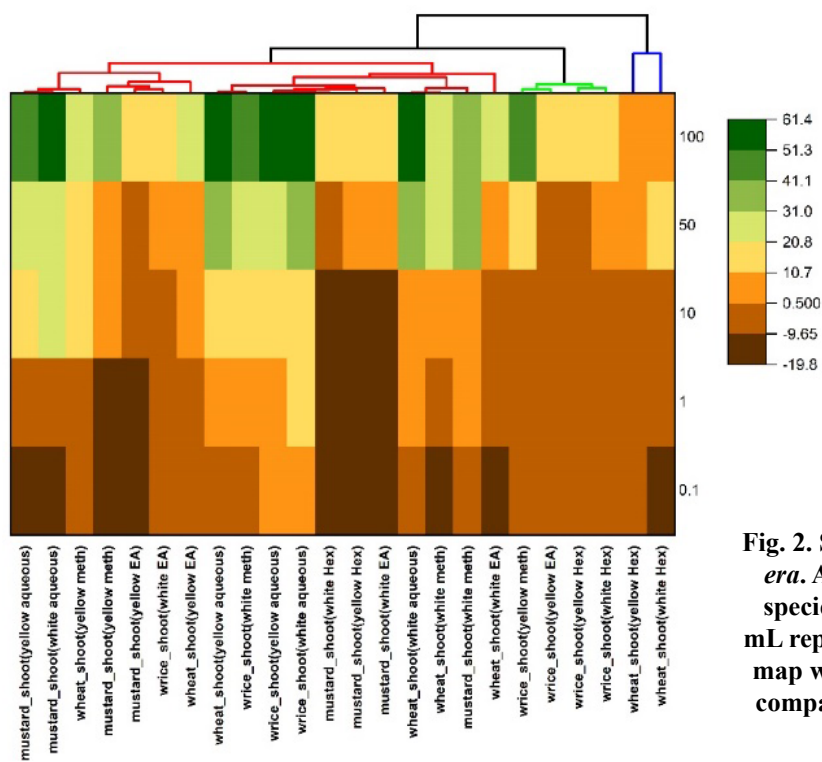 61.4
51.3
41.1
31.0
20.8
10.7
0.500
-9.65
-19.8
100
50
10
1
0.1
mustard_shoot(yellow aqueous)
mustard_shoot(white aqueous)
wheat_shoot(yellow meth)
mustard_shoot(yellow meth)
mustard_shoot(yellow EA)
wrice_shoot(white EA)
wheat_shoot(yellow EA)
wheat_shoot(yellow aqueous)
wrice_shoot(white meth)
wrice_shoot(yellow aqueous)
wrice_shoot(white aqueous)
mustard_shoot(white Hex)
mustard_shoot(yellow Hex)
mustard_shoot(white EA)
wheat_shoot(white aqueous)
wheat_shoot(white meth)
mustard_shoot(white meth)
wheat_shoot(white EA)
wrice_shoot(yellow meth)
wrice_shoot(yellow EA)
wrice_shoot(yellow Hex)
wrice_shoot(white Hex)
wheat_shoot(yellow Hex)
wheat_shoot(white Hex)
Fig. 2. S
era. A
specie
mL rep
map w
compa